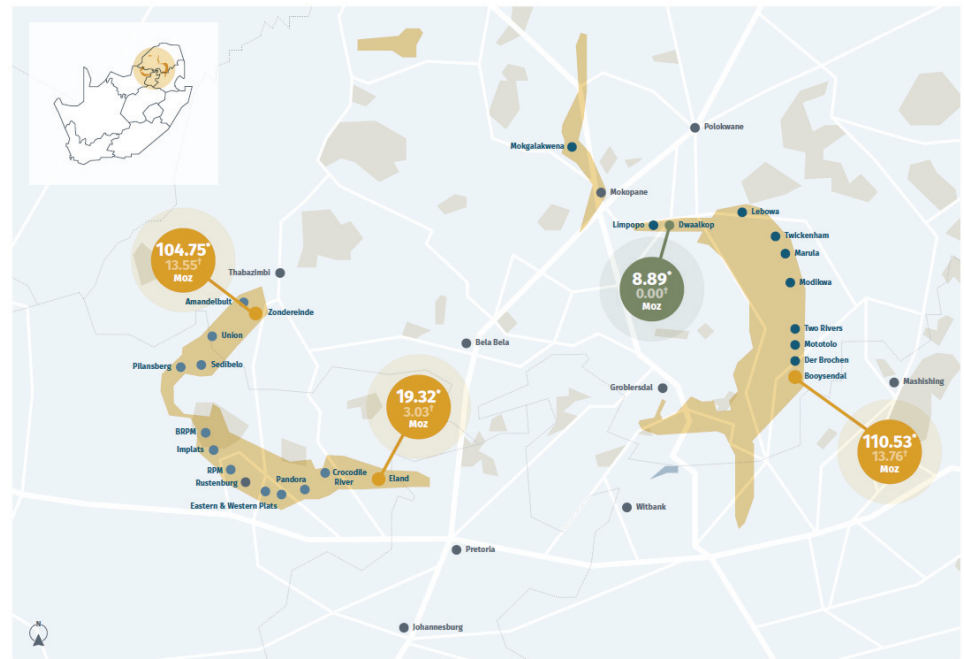 Polokwane
Mokgalakwena
Mokopane
Lebowa
Limpopo
Dwaalkop
Twickenham
104.75*
13.55†
Moz
Marula
Thabazimbi
8.89*
0.00†
Moz
Modikwa
Amandelbult
Zondereinde
Union
Two Rivers
Bela Bela
Mototolo
Pilansberg
Sedibelo
Der Brochen
Booysendal
Groblersdal
Mashishing
19.32*
3.03†
Moz
BRPM
110.53*
13.76†
Moz
Implats
RPM
Crocodile
River
Pandora
Eland
Rustenburg
Eastern & Western Plats
Witbank
Pretoria
Johannesburg
N